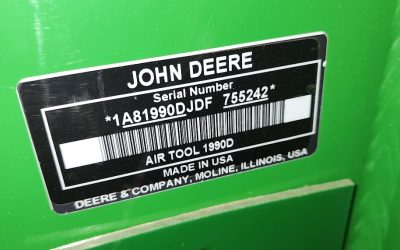 JOHN DEERE
Serial Number
*1A81990DJDF 755242*
AIR TOOL 1990D
MADE IN USA
DEERE & COMPANY, MOLINE, ILLINOIS, USA